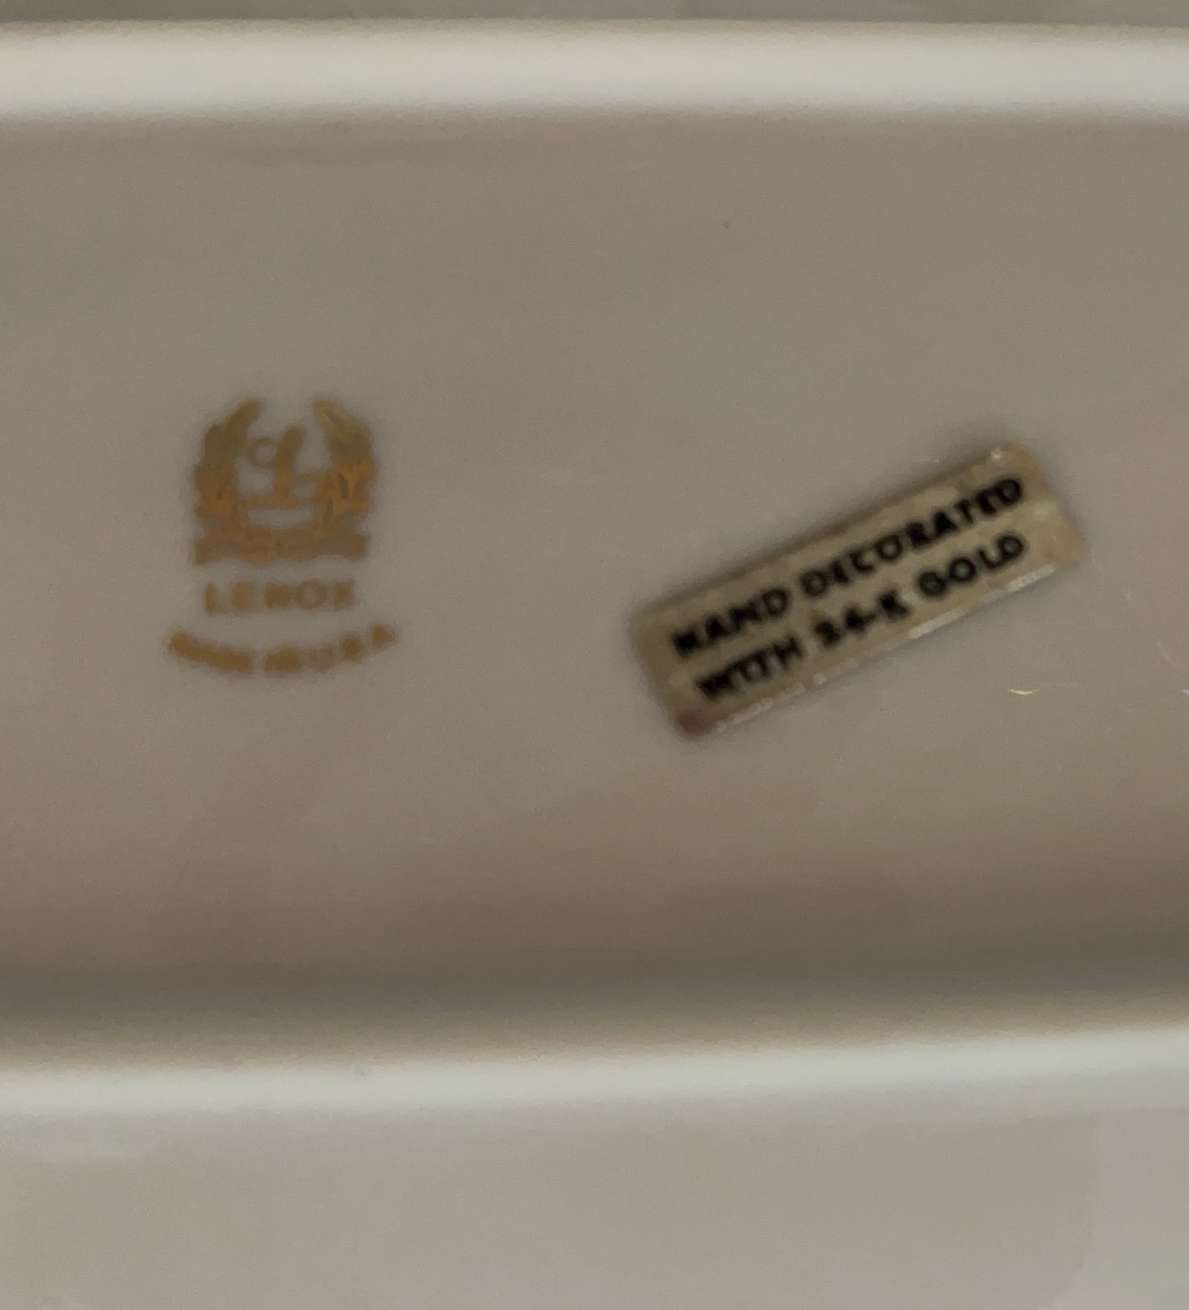 LENOX
MADE IN U.S.A.
HAND DECORATED
WITH 24-K GOLD